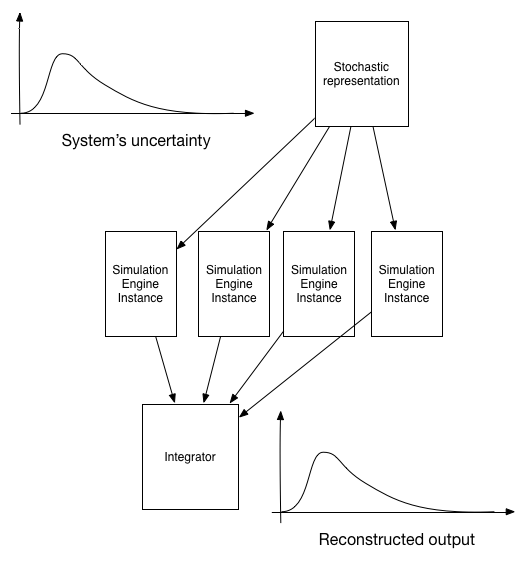 Stochastic
representation
System's uncertainty
Simulation
Engine
Instance
Simulation
Engine
Instance
Simulation
Engine
Instance
Simulation
Engine
Instance
Integrator
Reconstructed output